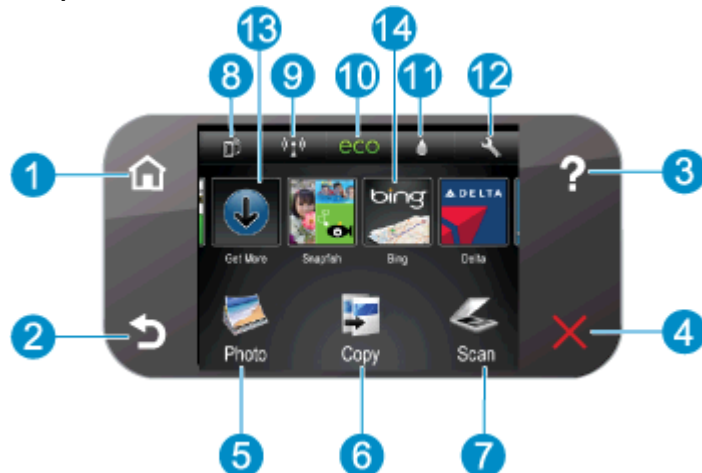 13 14
8 9 10 11 12
eco
1 ? 3
bing DELTA
Get More Snapfish Bing Delta
2 4
Photo Copy Scan
5 6 7